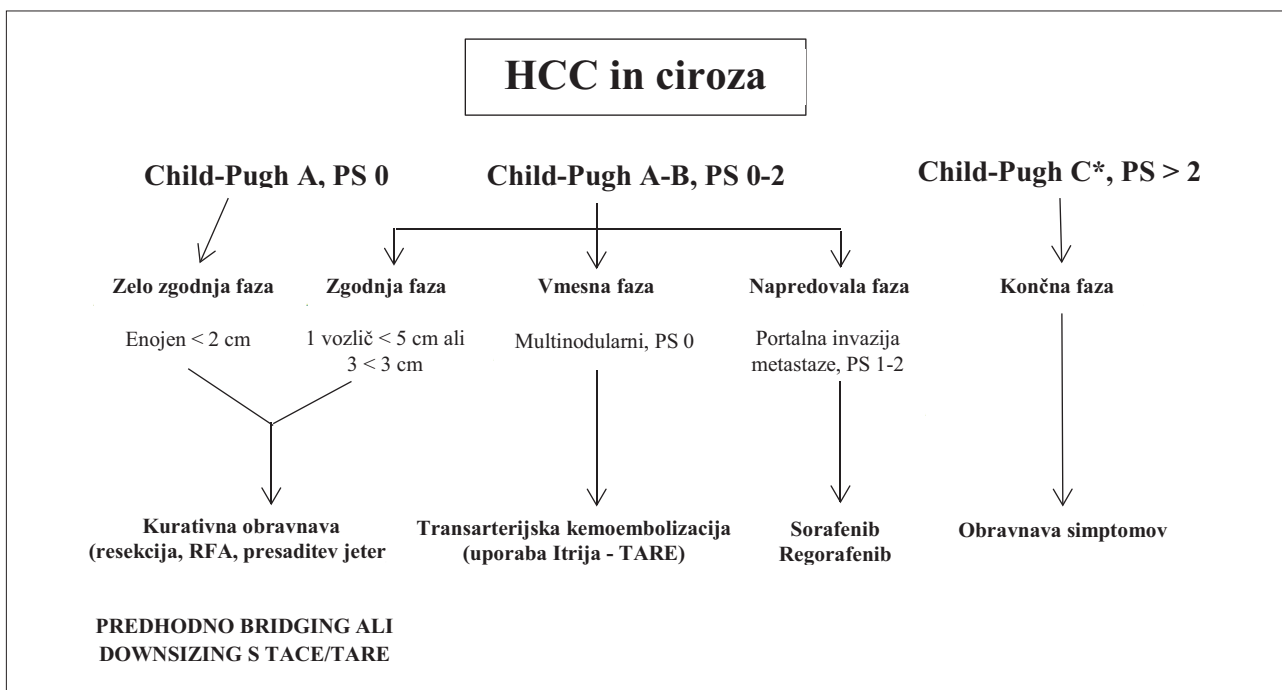 HCC in ciroza
Child-Pugh A, PS 0
Child-Pugh A-B, PS 0-2
Child-Pugh C*, PS > 2
Zelo zgodnja faza
Zgodnja faza
Vmesna faza
Napredovala faza
Končna faza
Enojen < 2 cm
1 vozlič < 5 cm ali
3 < 3 cm
Multinodularni, PS 0
Portalna invazija
metastaze, PS 1-2
Kurativna obravnava
(resekcija, RFA, presaditev jeter
Transarterijska kemoembolizacija
(uporaba Itrija - TARE)
Sorafenib
Regorafenib
Obravnava simptomov
PREDHODNO BRIDGING ALI
DOWNSIZING S TACE/TARE